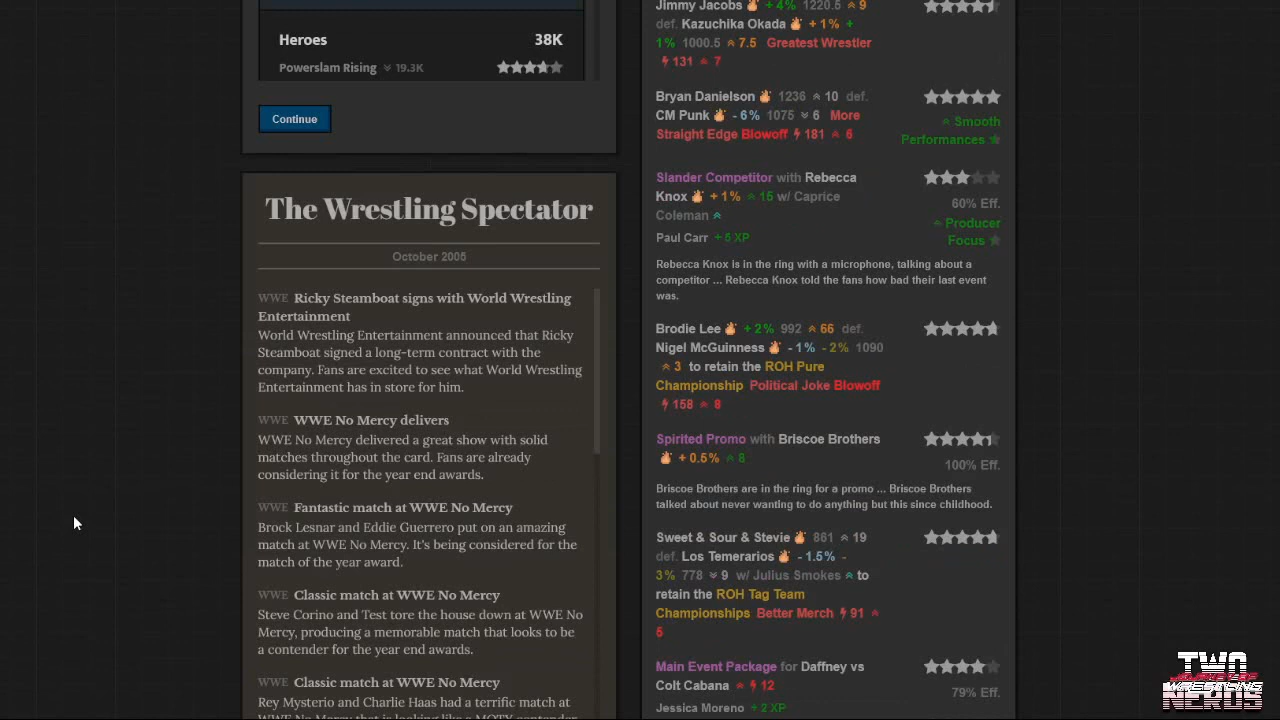 Heroes 38K
Powerslam Rising 19.3K
Continue
The Wrestling Spectator
October 2005
WWE Ricky Steamboat signs with World Wrestling
Entertainment
World Wrestling Entertainment announced that Ricky
Steamboat signed a long-term contract with the
company. Fans are excited to see what World Wrestling
Entertainment has in store for him.
WWE WWE No Mercy delivers
WWE No Mercy delivered a great show with solid
matches throughout the card. Fans are already
considering it for the year end awards.
WWE Fantastic match at WWE No Mercy
Brock Lesnar and Eddie Guerrero put on an amazing
match at WWE No Mercy. It's being considered for the
match of the year award.
WWE Classic match at WWE No Mercy
Steve Corino and Test tore the house down at WWE
No Mercy, producing a memorable match that looks to be
a contender for the year end awards.
WWE Classic match at WWE No Mercy
Rey Mysterio and Charlie Haas had a terrific match at
WWE No Mercy that is looking like a MOTY contender
Jimmy Jacobs + 4% 1220.5 9
def. Kazuchika Okada + 1% +
1% 1000.5 7.5 Greatest Wrestler
131 7
Bryan Danielson 1236 10 def.
CM Punk - 6% 1075 6 More
Straight Edge Blowoff 181 6
Smooth
Performances
Slander Competitor with Rebecca
Knox + 1% 15 w/ Caprice
Coleman
60% Eff.
Producer
Focus
Paul Carr + 5 XP
Rebecca Knox is in the ring with a microphone, talking about a
competitor ... Rebecca Knox told the fans how bad their last event
was.
Brodie Lee + 2% 992 66 def.
Nigel McGuinness - 1% - 2% 1090
3 to retain the ROH Pure
Championship Political Joke Blowoff
158 8
Spirited Promo with Briscoe Brothers
+ 0.5% 8
100% Eff.
Briscoe Brothers are in the ring for a promo ... Briscoe Brothers
talked about never wanting to do anything but this since childhood.
Sweet & Sour & Stevie 861 19
def. Los Temerarios - 1.5% -
3% 778 9 w/ Julius Smokes to
retain the ROH Tag Team
Championships Better Merch 91
5
Main Event Package for Daffney vs
Colt Cabana 12
79% Eff.
Jessica Moreno + 2 XP
TWO
WRESTLING
NERDS